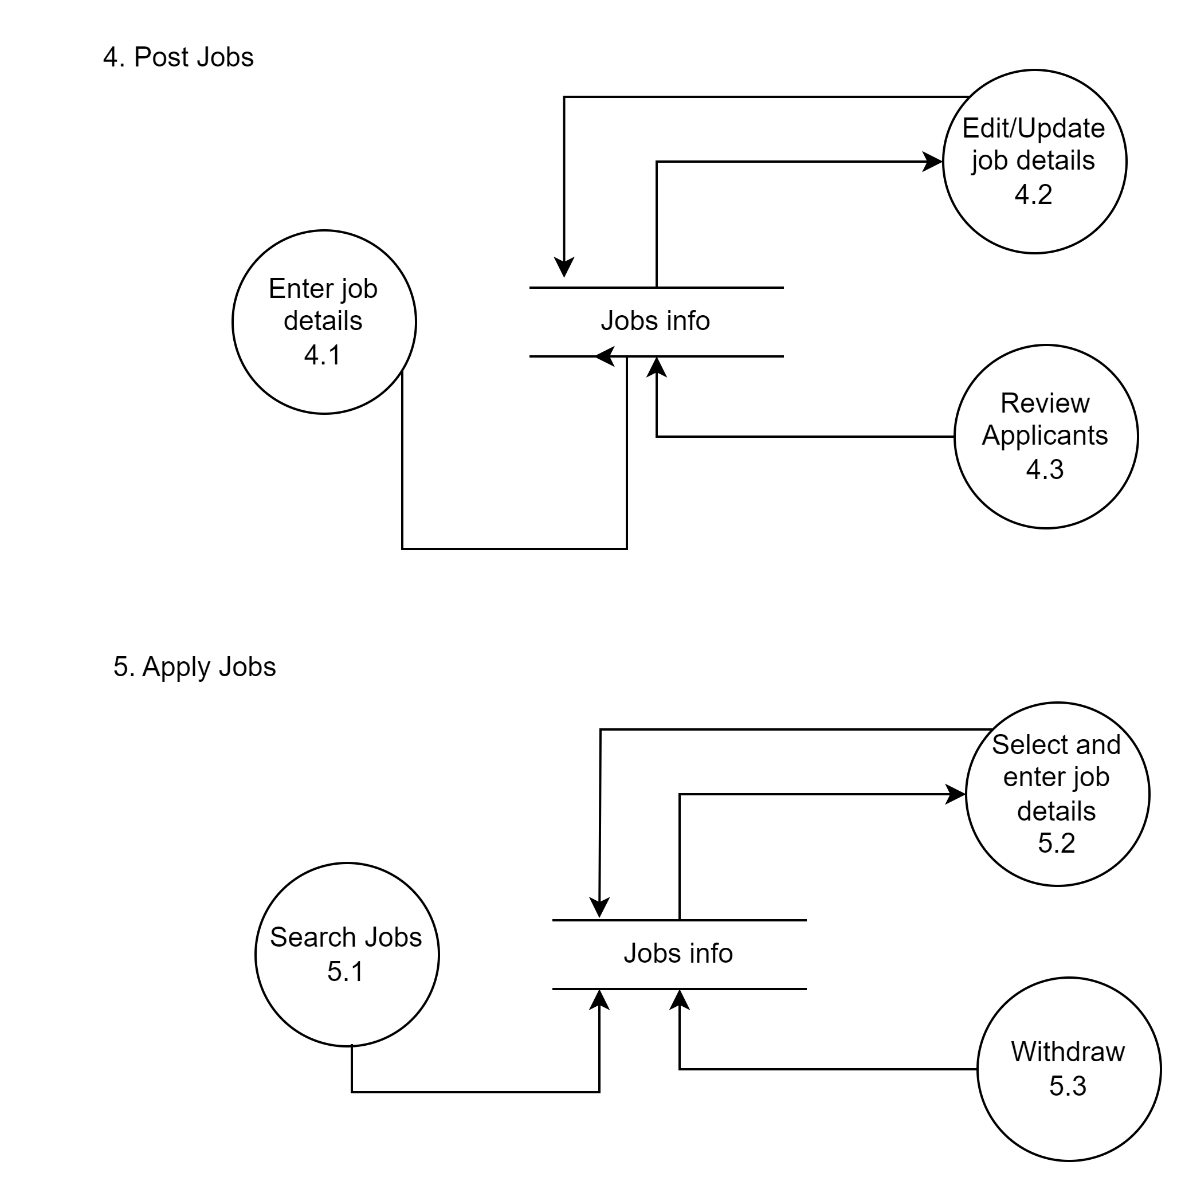 4. Post Jobs
Edit/Update
job details
4.2
Enter job
details
4.1
Jobs info
Review
Applicants
4.3
5. Apply Jobs
Select and
enter job
details
5.2
Search Jobs
5.1
Jobs info
Withdraw
5.3